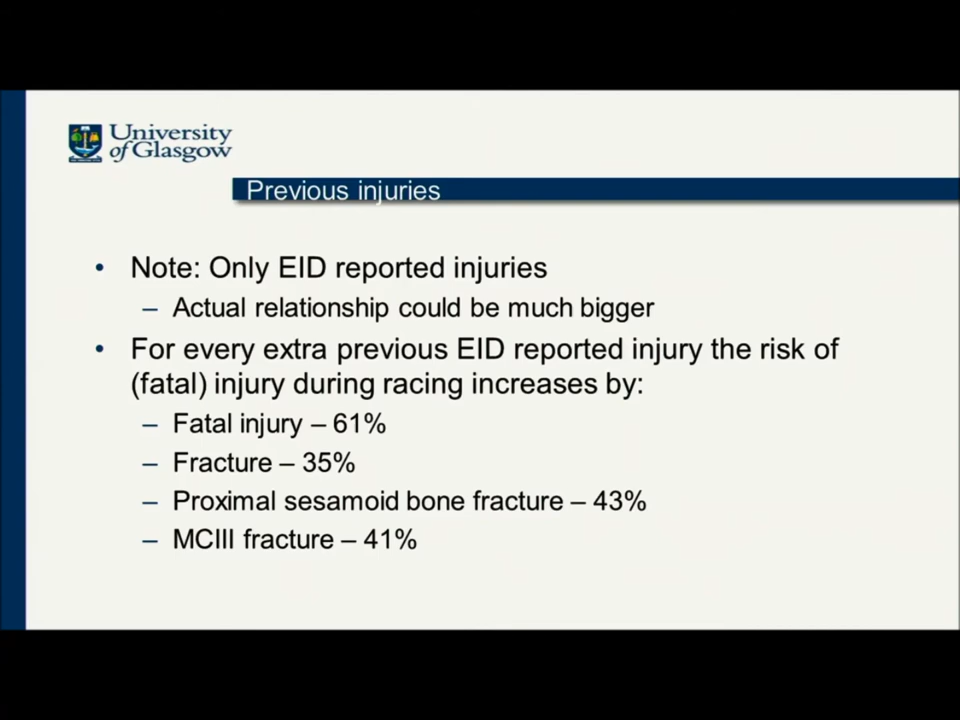 University
of Glasgow
Previous injuries
• Note: Only EID reported injuries
– Actual relationship could be much bigger
• For every extra previous EID reported injury the risk of
(fatal) injury during racing increases by:
– Fatal injury – 61%
– Fracture – 35%
– Proximal sesamoid bone fracture – 43%
– MCIII fracture – 41%